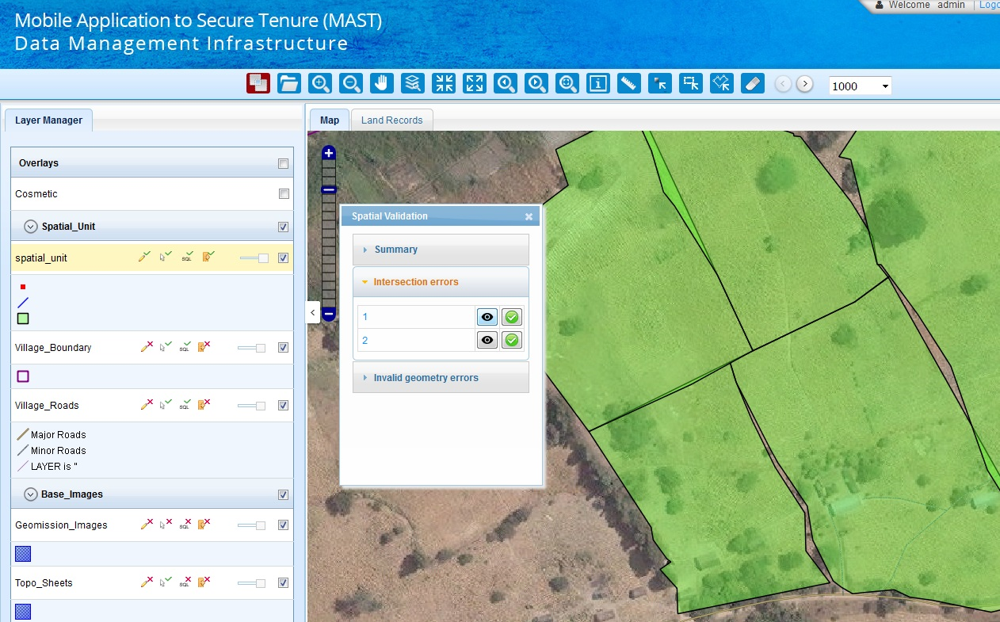 Mobile Application to Secure Tenure (MAST)
Data Management Infrastructure
Welcome admin
1000
Layer Manager
Map
Land Records
Overlays
Cosmetic
Spatial_Unit
spatial_unit
SQL
Village_Boundary
SQL
Village_Roads
SQL
Major Roads
Minor Roads
LAYER is "
Base_Images
Geomission_Images
SQL
Topo_Sheets
SQL
Spatial Validation
Summary
Intersection errors
1
2
Invalid geometry errors